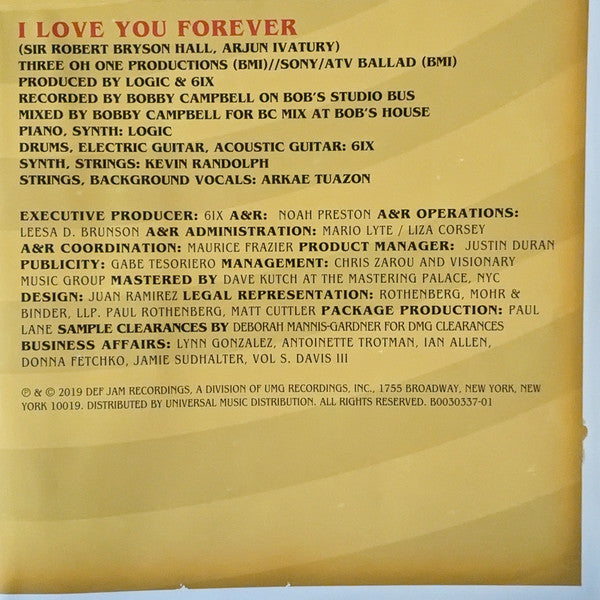 I LOVE YOU FOREVER
(SIR ROBERT BRYSON HALL, ARJUN IVATURY)
THREE OH ONE PRODUCTIONS (BMI)//SONY/ATV BALLAD (BMI)
PRODUCED BY LOGIC & 6IX
RECORDED BY BOBBY CAMPBELL ON BOB'S STUDIO BUS
MIXED BY BOBBY CAMPBELL FOR BC MIX AT BOB'S HOUSE
PIANO, SYNTH: LOGIC
DRUMS, ELECTRIC GUITAR, ACOUSTIC GUITAR: 6IX
SYNTH, STRINGS: KEVIN RANDOLPH
STRINGS, BACKGROUND VOCALS: ARKAE TUAZON
EXECUTIVE PRODUCER: 6IX A&R: NOAH PRESTON A&R OPERATIONS:
LEESA D. BRUNSON A&R ADMINISTRATION: MARIO LYTE / LIZA CORSEY
A&R COORDINATION: MAURICE FRAZIER PRODUCT MANAGER: JUSTIN DURAN
PUBLICITY: GABE TESORIERO MANAGEMENT: CHRIS ZAROU AND VISIONARY
MUSIC GROUP MASTERED BY DAVE KUTCH AT THE MASTERING PALACE, NYC
DESIGN: JUAN RAMIREZ LEGAL REPRESENTATION: ROTHENBERG, MOHR &
BINDER, LLP. PAUL ROTHENBERG, MATT CUTTLER PACKAGE PRODUCTION: PAUL
LANE SAMPLE CLEARANCES BY DEBORAH MANNIS-GARDNER FOR DMG CLEARANCES
BUSINESS AFFAIRS: LYNN GONZALEZ, ANTOINETTE TROTMAN, IAN ALLEN,
DONNA FETCHKO, JAMIE SUDHALTER, VOL S. DAVIS III
℗ & © 2019 DEF JAM RECORDINGS, A DIVISION OF UMG RECORDINGS, INC., 1755 BROADWAY, NEW YORK, NEW
YORK 10019. DISTRIBUTED BY UNIVERSAL MUSIC DISTRIBUTION. ALL RIGHTS RESERVED. B0030337-01